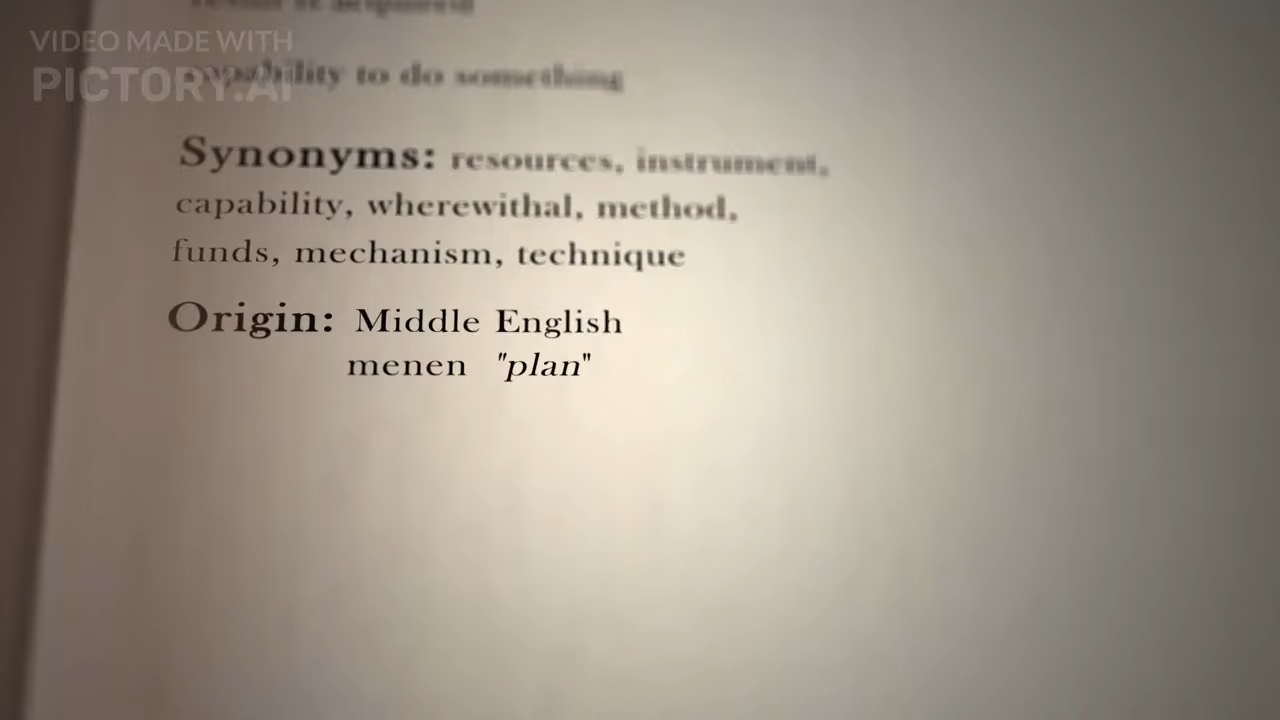 VIDEO MADE WITH
PICTORY.AI
capability to do something
Synonyms: resources, instrument,
capability, wherewithal, method,
funds, mechanism, technique
Origin: Middle English
menen "plan"